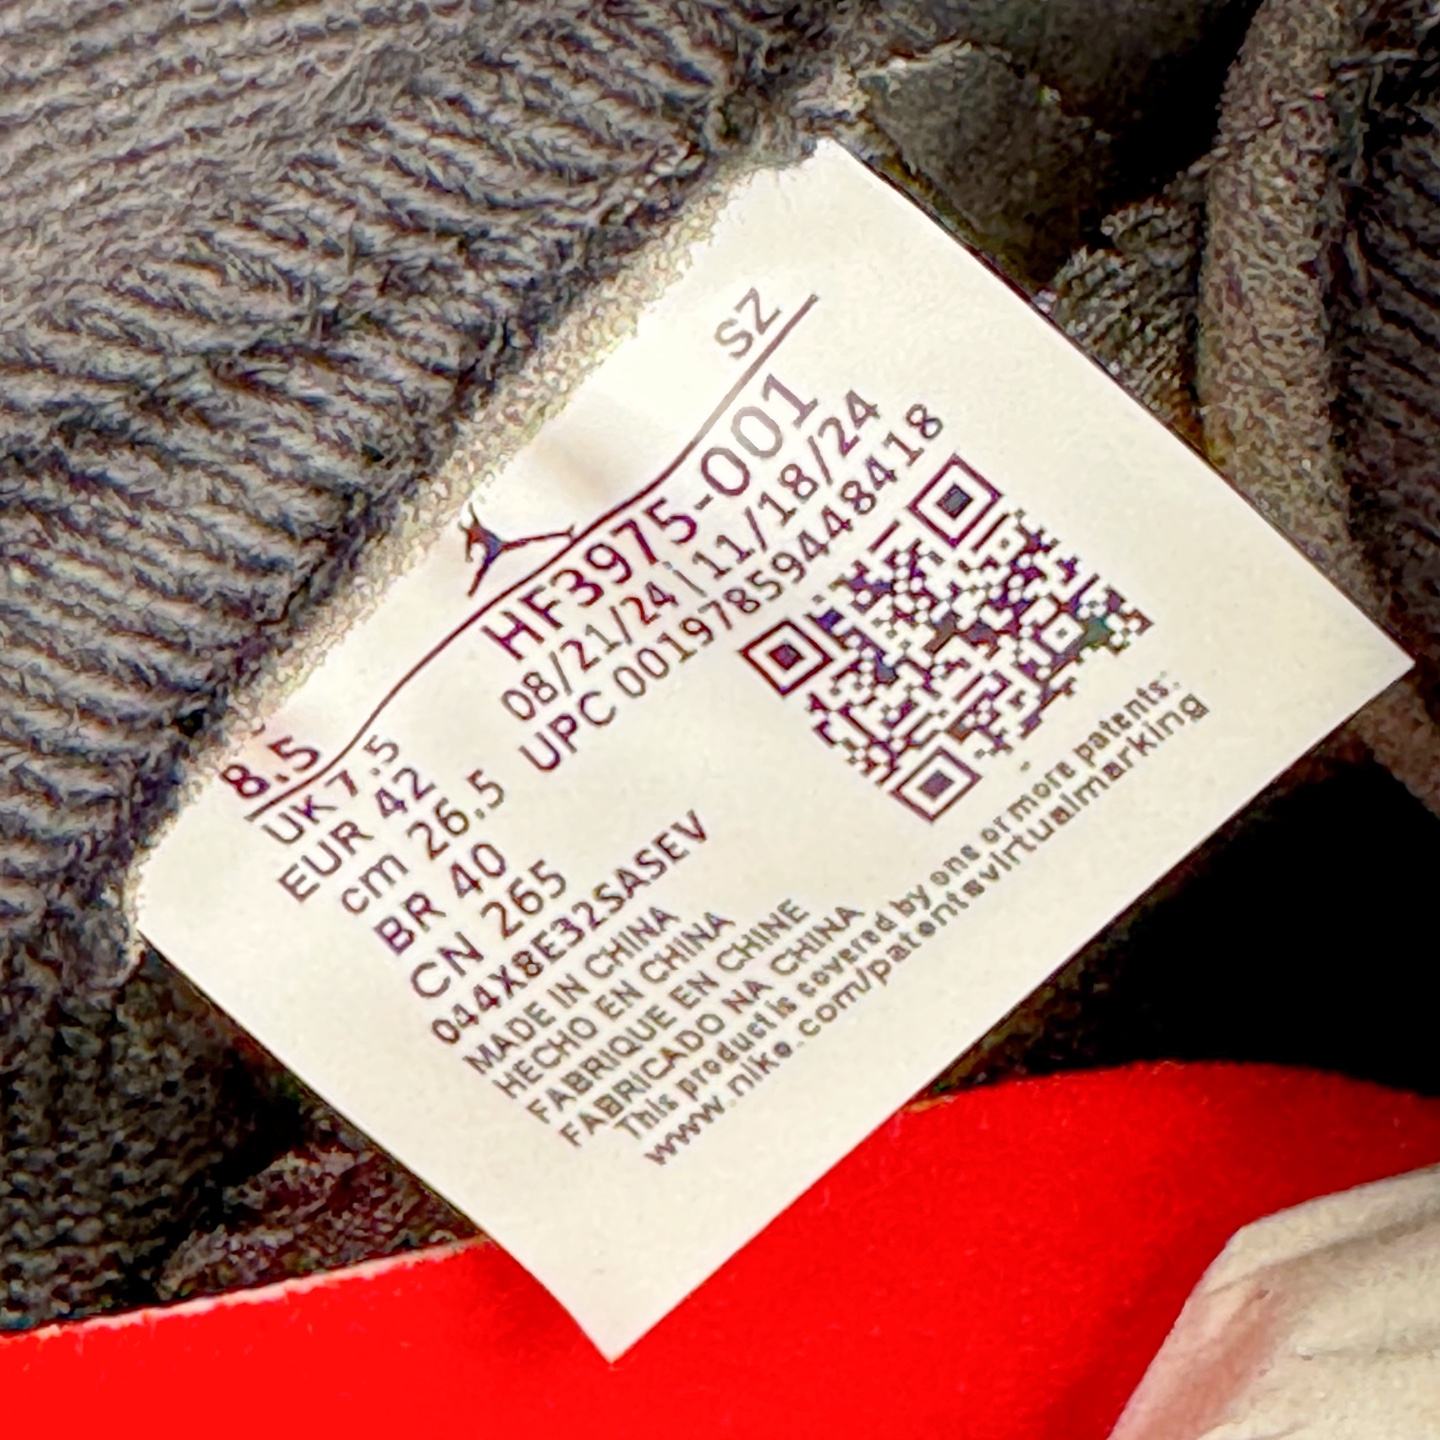 8.5 SZ
HF3975-001
08/21/24 | 11/18/24
UPC 00197859448418
UK 7.5
EUR 42
cm 26.5
BR 40
CN 265
044X8E32SASEV
MADE IN CHINA
HECHO EN CHINA
FABRIQUE EN CHINE
FABRICADO NA CHINA
This product is covered by one or more patents:
www.nike.com/patentsvirtualmarking